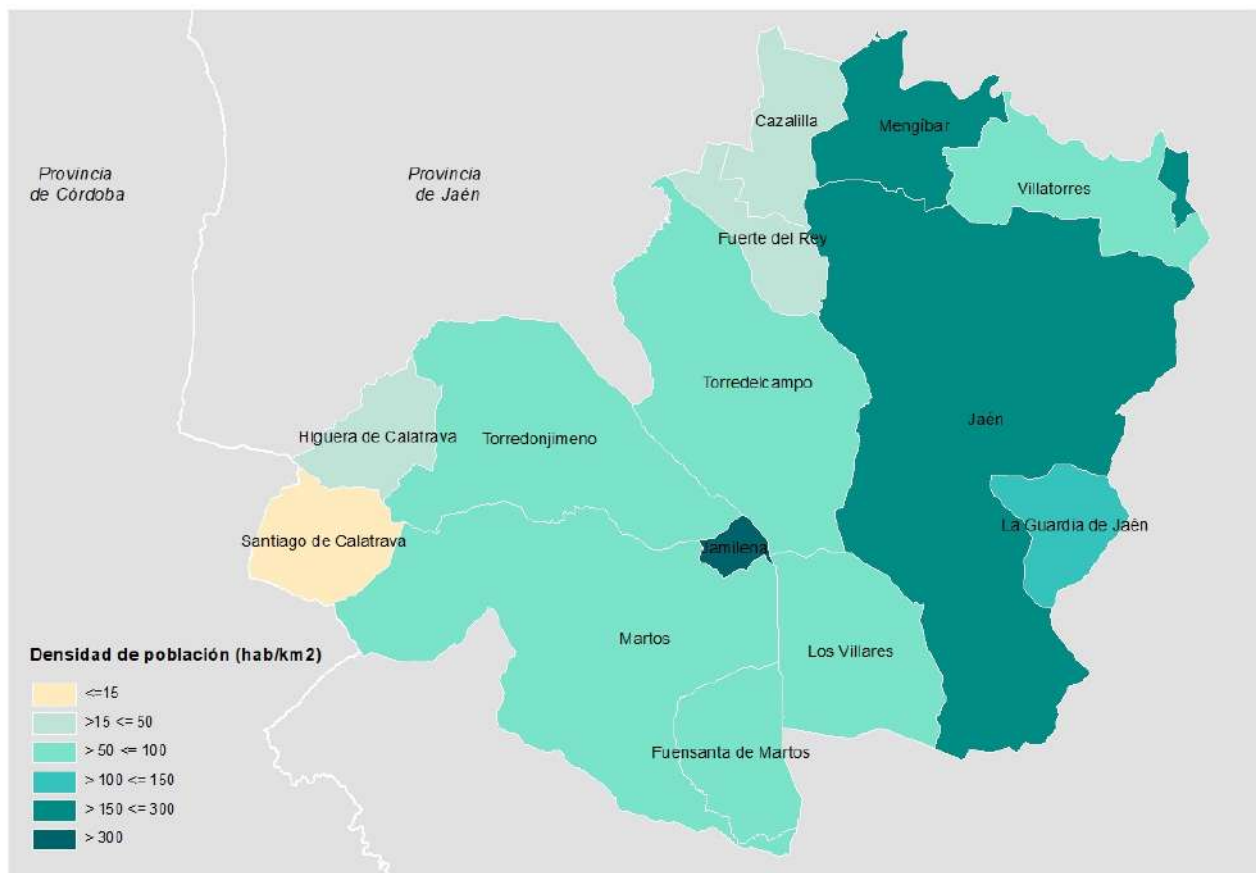 Cazalilla
Mengíbar
Provincia
de Córdoba
Provincia
de Jaén
Villatorres
Fuerte del Rey
Torredelcampo
Jaén
Higuera de Calatrava
Torredonjimeno
La Guardia de Jaén
Santiago de Calatrava
Jamilena
Martos
Los Villares
Fuensanta de Martos
Densidad de población (hab/km2)
<=15
>15 <= 50
> 50 <= 100
> 100 <= 150
> 150 <= 300
> 300